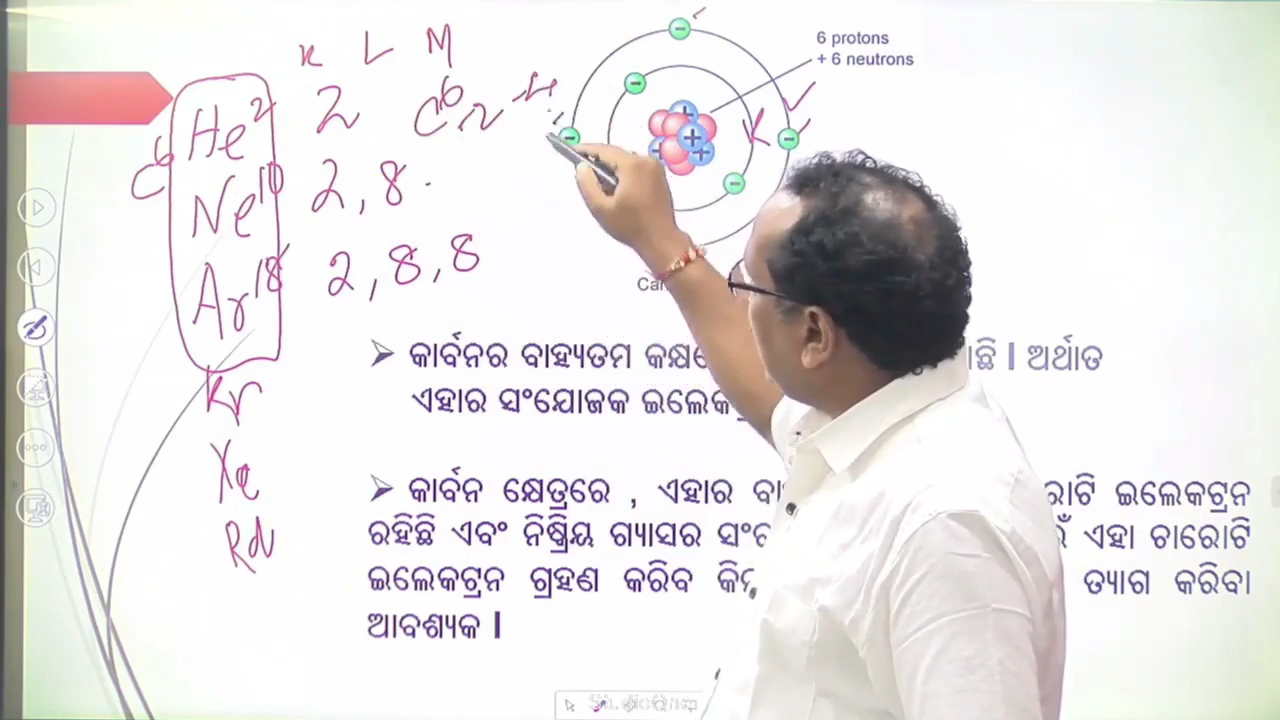 K L M
He² 2 C⁶ 2 4
C⁶
Ne¹⁰ 2, 8
Ar¹⁸ 2, 8, 8
Kr
Xe
Rn
6 protons
+ 6 neutrons
K
କାର୍ବନର ବାହ୍ୟତମ କକ୍ଷ ଛି l ଅର୍ଥାତ
ଏହାର ସଂଯୋଜକ
କାର୍ବନ କ୍ଷେତ୍ରରେ , ଏହାର ଇଲେକଟ୍ରନ
ରହିଛି ଏବଂ ନିଷ୍କ୍ରିୟ ଗ୍ୟାସର ଏହା ଚାରୋଟି
ଇଲେକଟ୍ରନ ଗ୍ରହଣ କରିବ ତ୍ୟାଗ କରିବା
ଆବଶ୍ୟକ l